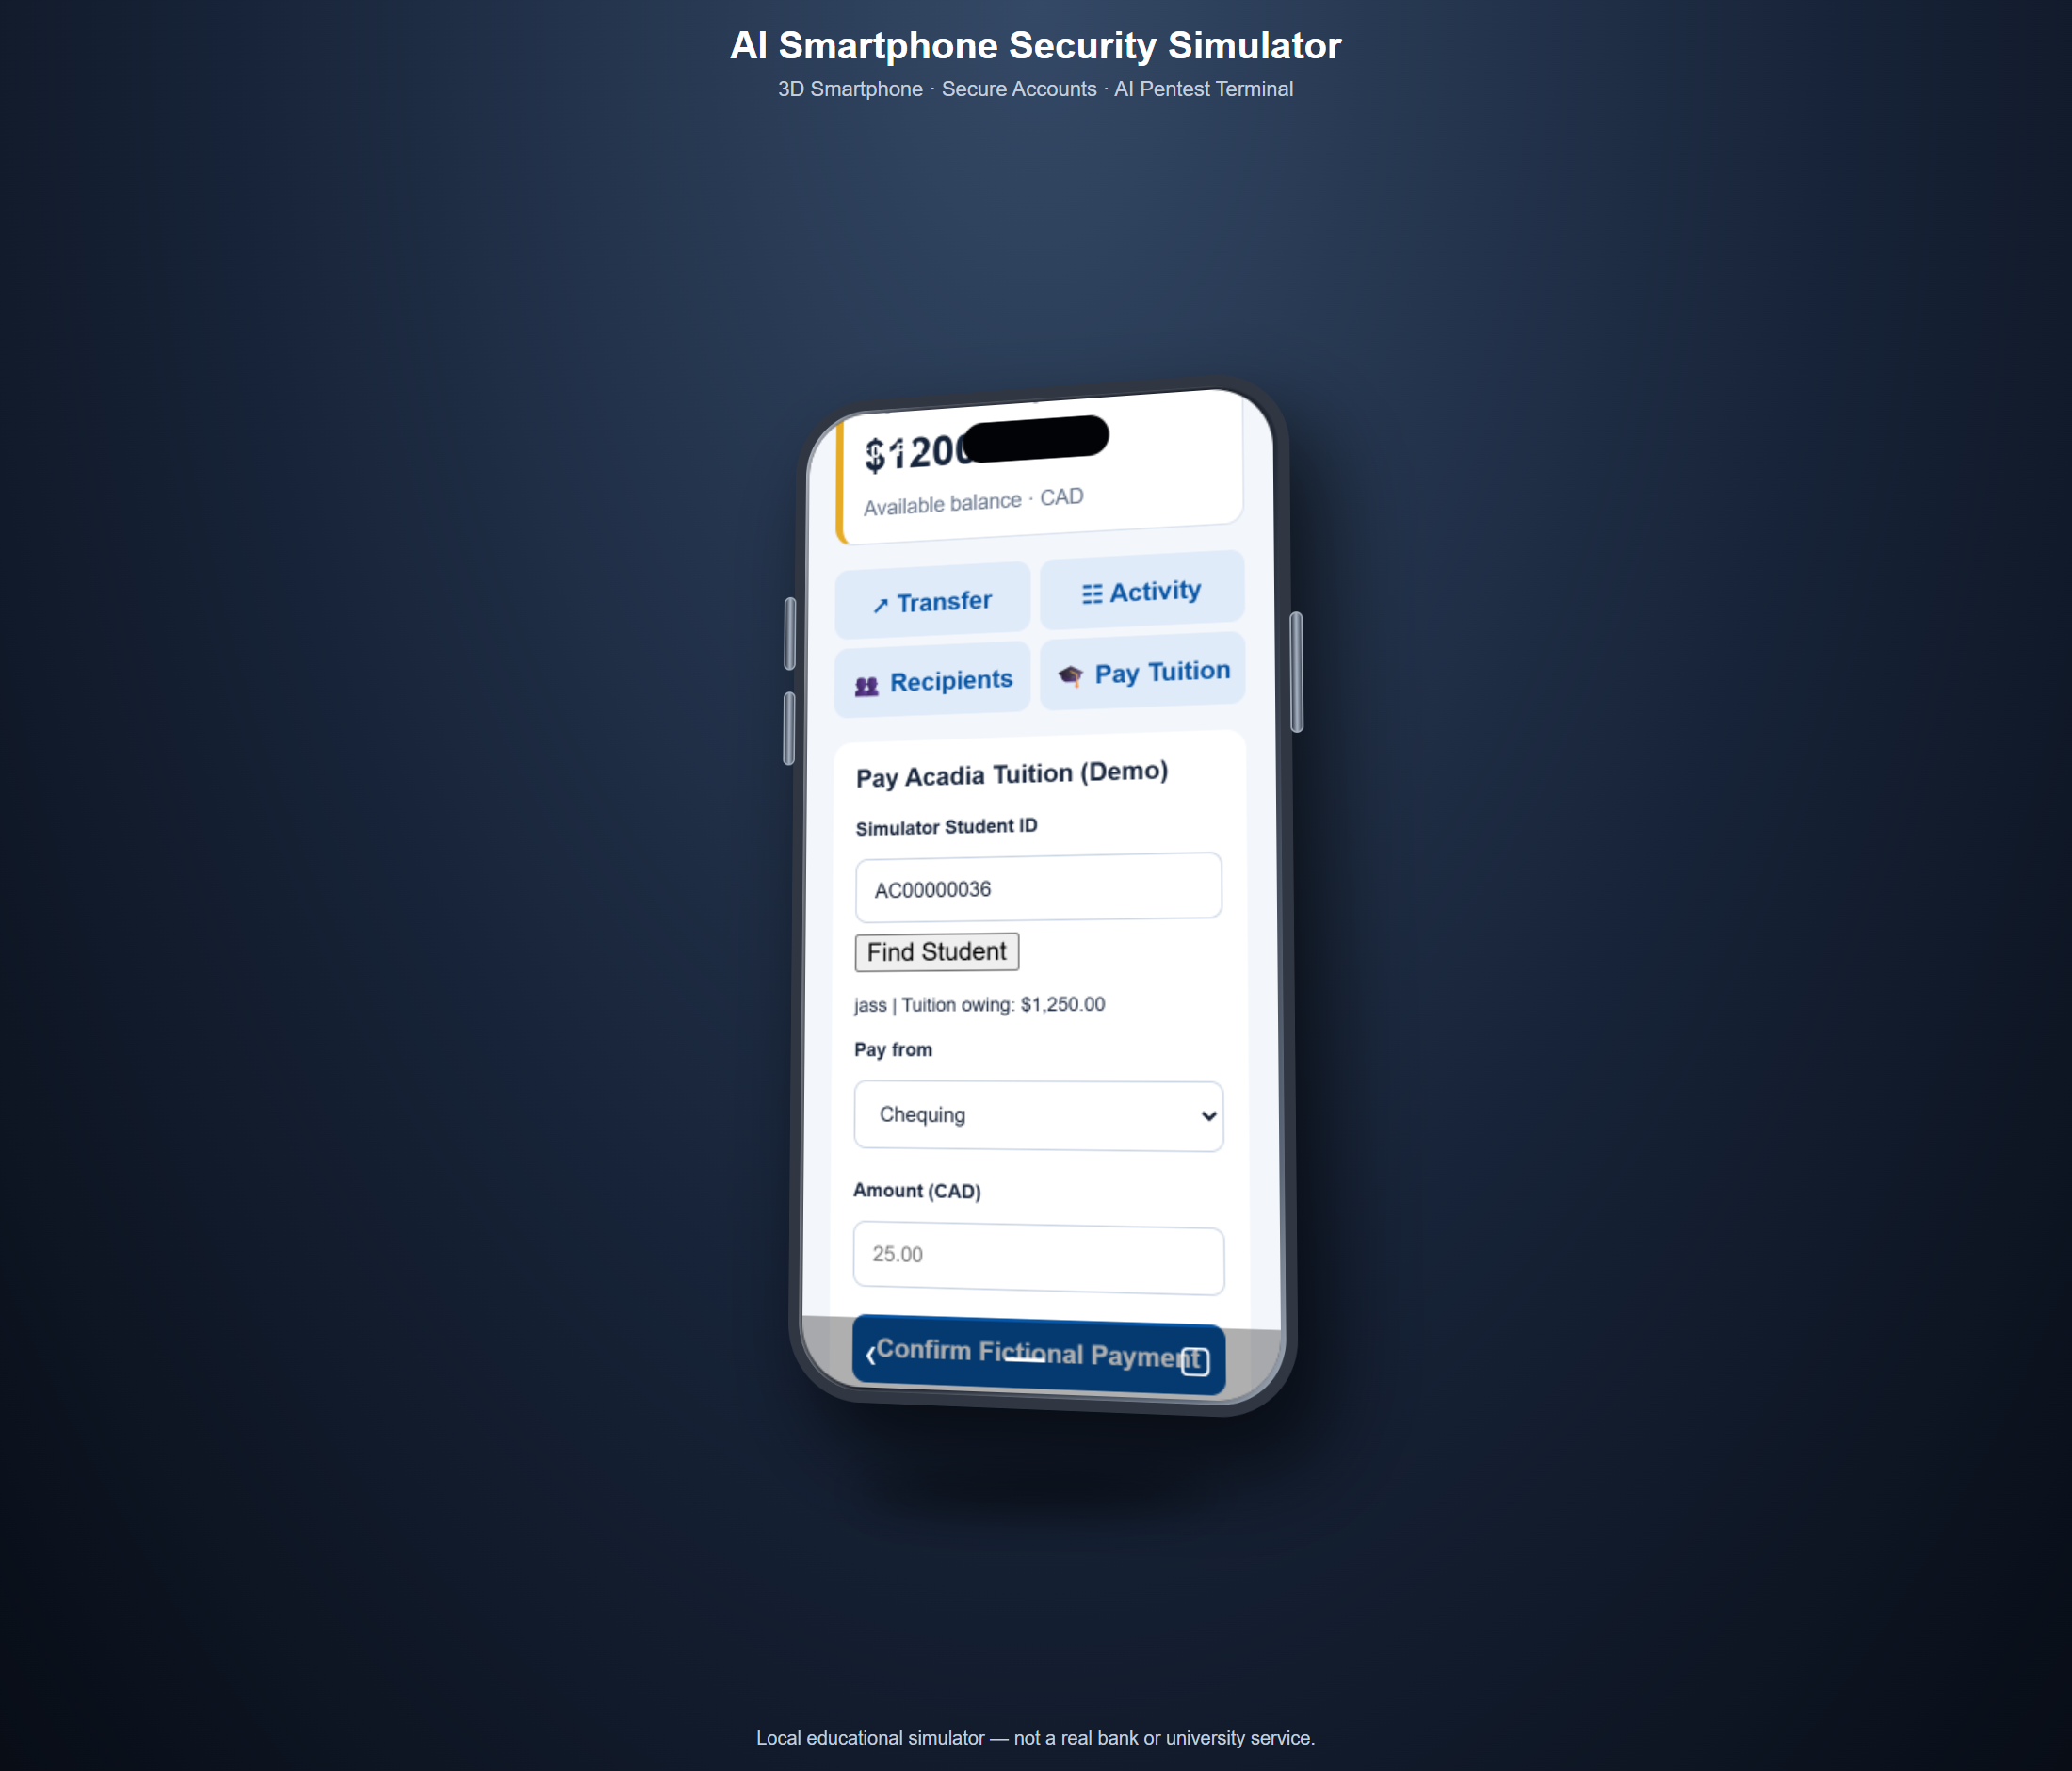 AI Smartphone Security Simulator
3D Smartphone · Secure Accounts · AI Pentest Terminal
$1200
Available balance · CAD
↗ Transfer
☷ Activity
👥 Recipients
🎓 Pay Tuition
Pay Acadia Tuition (Demo)
Simulator Student ID
AC00000036
Find Student
jass | Tuition owing: $1,250.00
Pay from
Chequing
Amount (CAD)
25.00
Confirm Fictional Payment
Local educational simulator — not a real bank or university service.